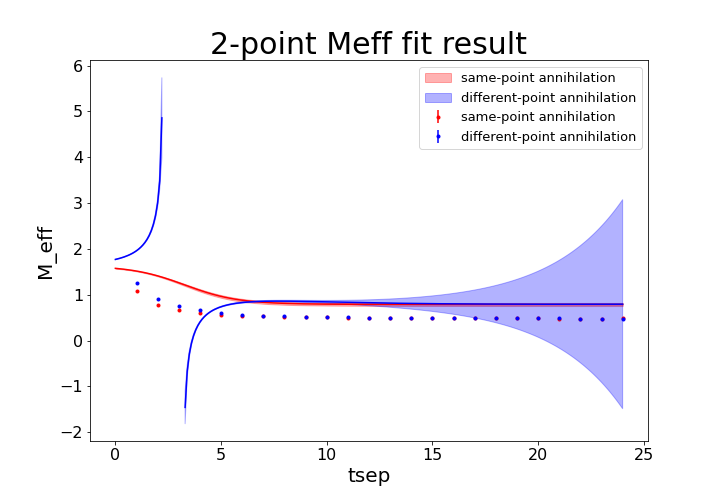 2-point Meff fit result
same-point annihilation
different-point annihilation
same-point annihilation
different-point annihilation
M_eff
6
5
4
3
2
1
0
−1
−2
0 5 10 15 20 25
tsep